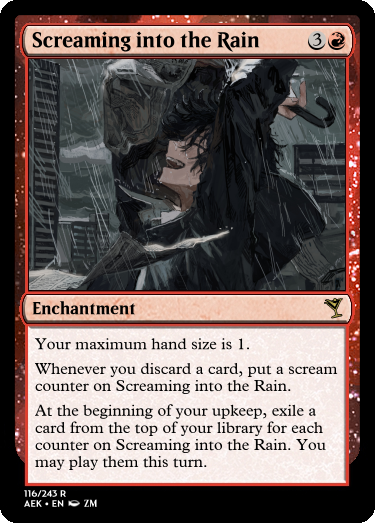 Screaming into the Rain 3
Enchantment
Your maximum hand size is 1.
Whenever you discard a card, put a scream
counter on Screaming into the Rain.
At the beginning of your upkeep, exile a
card from the top of your library for each
counter on Screaming into the Rain. You
may play them this turn.
116/243 R
AEK • EN ZM